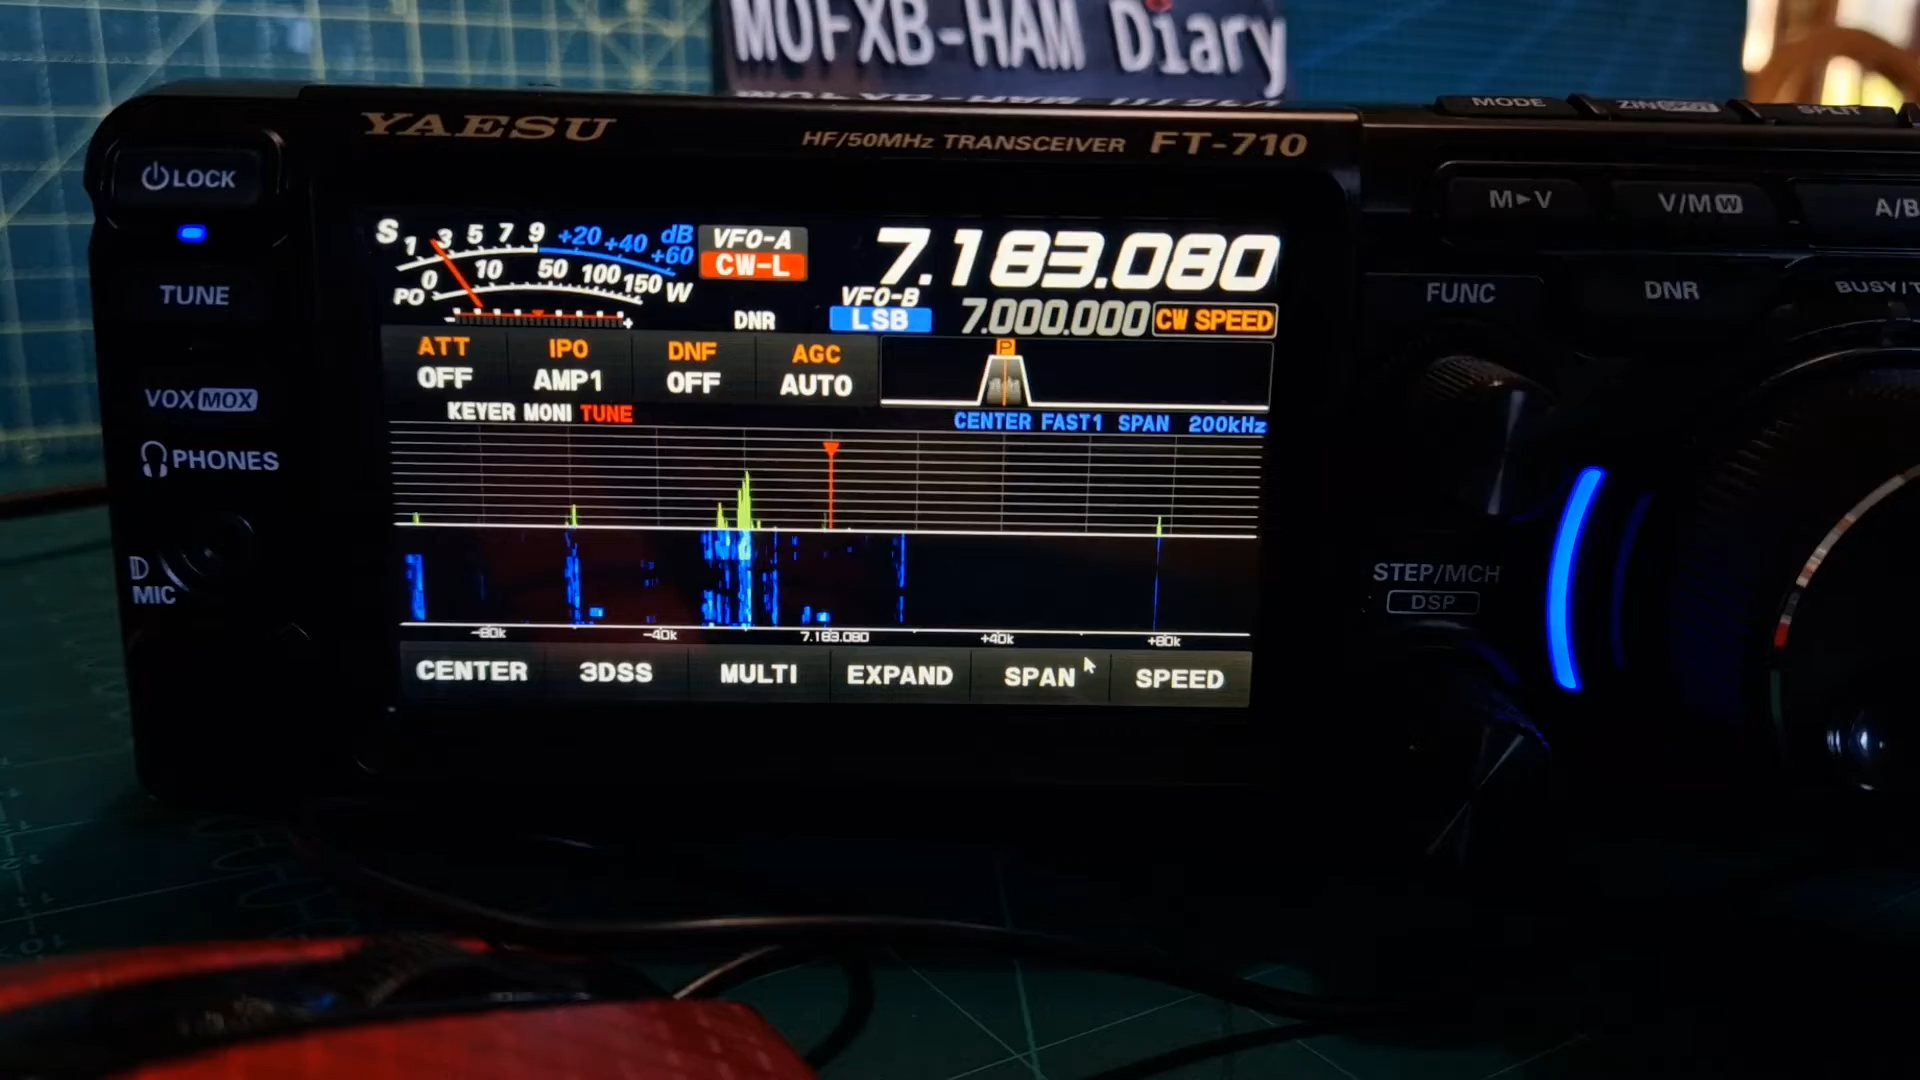 M0FXB-HAM Diary
YAESU
HF/50MHz TRANSCEIVER FT-710
MODE
SPLIT
LOCK
M►V
V/M W
A/B
S 1 3 5 7 9 +20 +40 +60 dB
PO 0 10 50 100 150 W
VFO-A
CW-L
7.183.080
VFO-B
LSB
7.000.000
CW SPEED
DNR
TUNE
FUNC
DNR
BUSY/T
ATT
OFF
IPO
AMP1
DNF
OFF
AGC
AUTO
P
VOX MOX
KEYER MONI TUNE
CENTER FAST1 SPAN 200kHz
PHONES
MIC
STEP/MCH
DSP
-80k -40k 7.183.080 +40k +80k
CENTER 3DSS MULTI EXPAND SPAN SPEED